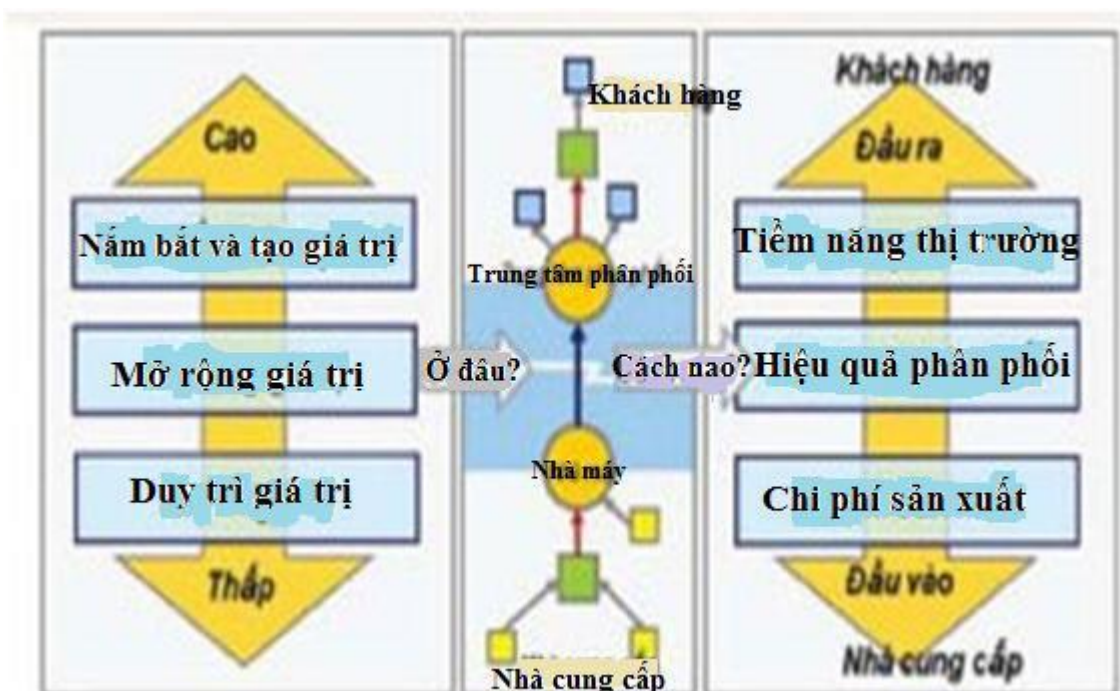 Cao
Nắm bắt và tạo giá trị
Mở rộng giá trị
Duy trì giá trị
Thấp
Ở đâu?
Khách hàng
Trung tâm phân phối
Cách nao?
Nhà máy
Nhà cung cấp
Khách hàng
Đầu ra
Tiềm năng thị trường
Hiệu quả phân phối
Chi phí sản xuất
Đầu vào
Nhà cung cấp